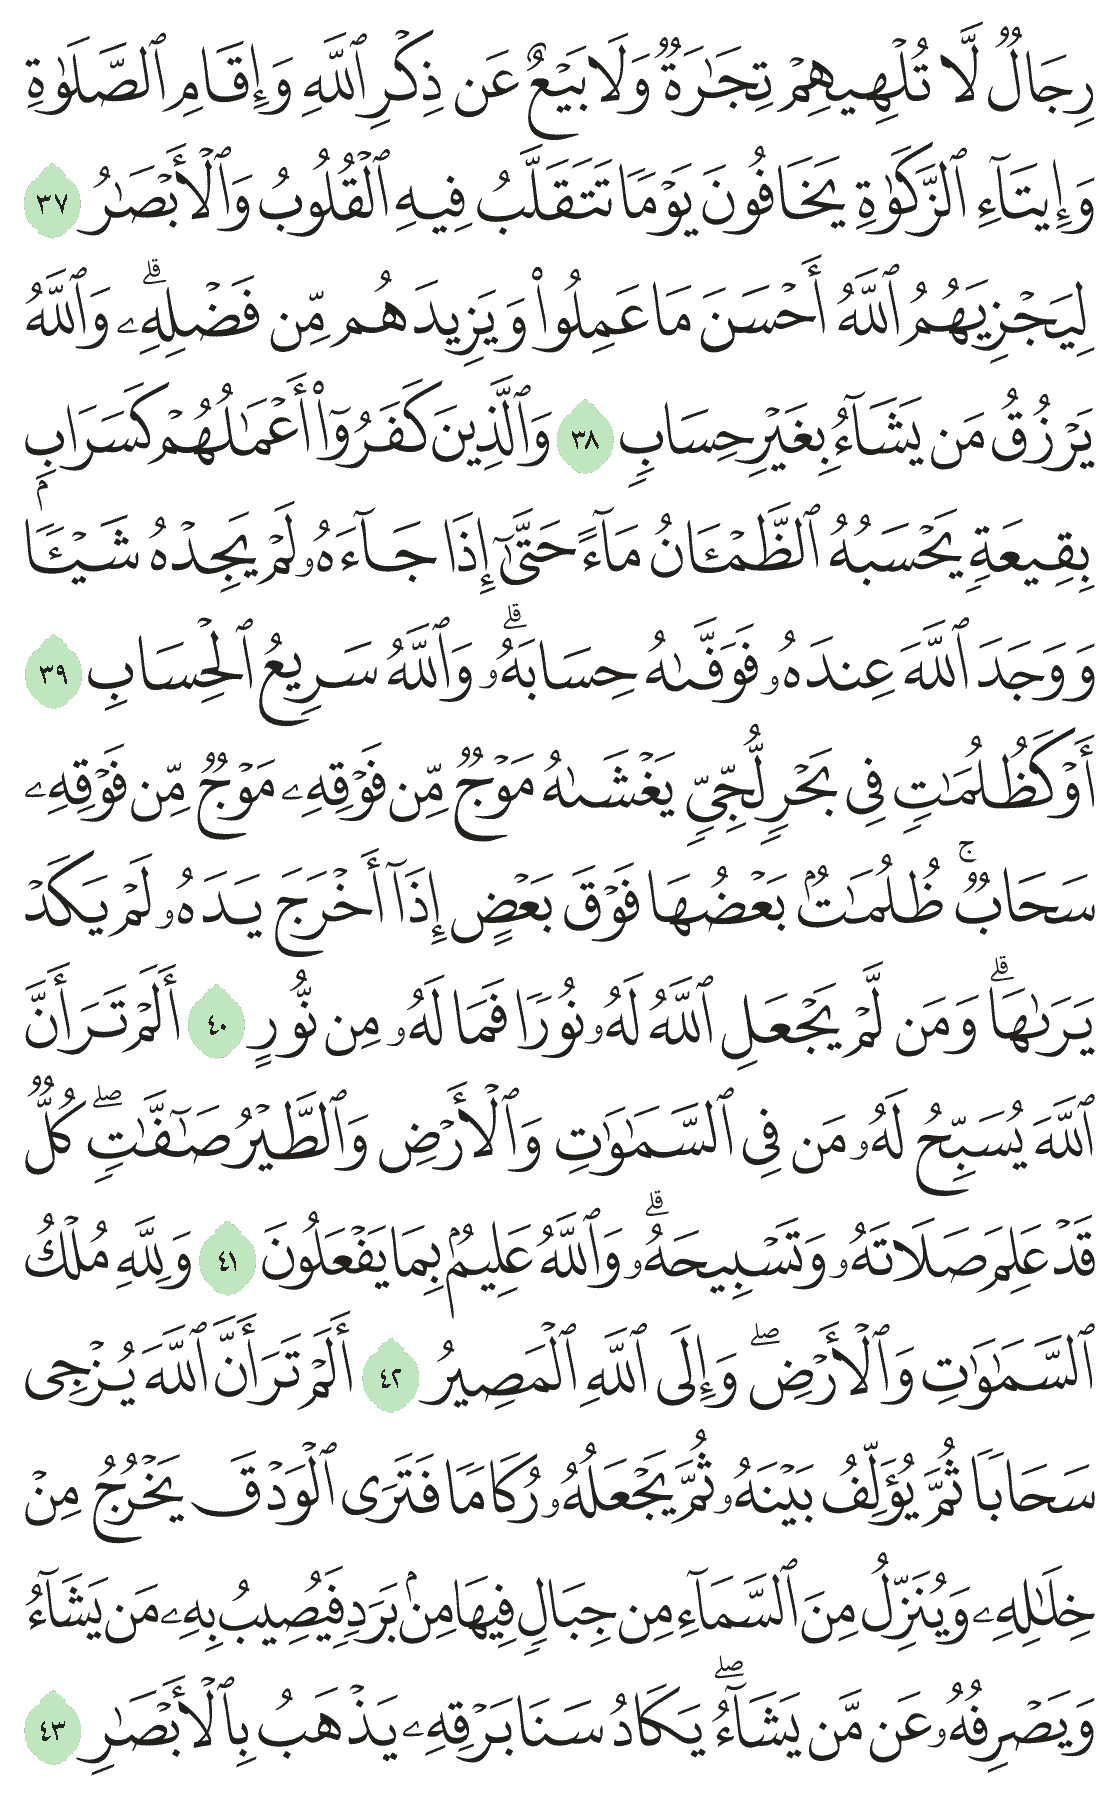 رِجَالٌ لَّا تُلْهِيهِمْ تِجَٰرَةٌ وَلَا بَيْعٌ عَن ذِكْرِ ٱللَّهِ وَإِقَامِ ٱلصَّلَوٰةِ
وَإِيتَآءِ ٱلزَّكَوٰةِ يَخَافُونَ يَوْمًا تَتَقَلَّبُ فِيهِ ٱلْقُلُوبُ وَٱلْأَبْصَٰرُ ٣٧
لِيَجْزِيَهُمُ ٱللَّهُ أَحْسَنَ مَا عَمِلُوا۟ وَيَزِيدَهُم مِّن فَضْلِهِۦ ۗ وَٱللَّهُ
يَرْزُقُ مَن يَشَآءُ بِغَيْرِ حِسَابٍ ٣٨ وَٱلَّذِينَ كَفَرُوٓا۟ أَعْمَٰلُهُمْ كَسَرَابٍۭ
بِقِيعَةٍ يَحْسَبُهُ ٱلظَّمْـَٔانُ مَآءً حَتَّىٰٓ إِذَا جَآءَهُۥ لَمْ يَجِدْهُ شَيْـًٔا
وَوَجَدَ ٱللَّهَ عِندَهُۥ فَوَفَّىٰهُ حِسَابَهُۥ ۗ وَٱللَّهُ سَرِيعُ ٱلْحِسَابِ ٣٩
أَوْ كَظُلُمَٰتٍ فِى بَحْرٍ لُّجِّىٍّ يَغْشَىٰهُ مَوْجٌ مِّن فَوْقِهِۦ مَوْجٌ مِّن فَوْقِهِۦ
سَحَابٌ ۚ ظُلُمَٰتٌۢ بَعْضُهَا فَوْقَ بَعْضٍ إِذَآ أَخْرَجَ يَدَهُۥ لَمْ يَكَدْ
يَرَىٰهَا ۗ وَمَن لَّمْ يَجْعَلِ ٱللَّهُ لَهُۥ نُورًا فَمَا لَهُۥ مِن نُّورٍ ٤٠ أَلَمْ تَرَ أَنَّ
ٱللَّهَ يُسَبِّحُ لَهُۥ مَن فِى ٱلسَّمَٰوَٰتِ وَٱلْأَرْضِ وَٱلطَّيْرُ صَٰٓفَّٰتٍ ۖ كُلٌّ
قَدْ عَلِمَ صَلَاتَهُۥ وَتَسْبِيحَهُۥ ۗ وَٱللَّهُ عَلِيمٌۢ بِمَا يَفْعَلُونَ ٤١ وَلِلَّهِ مُلْكُ
ٱلسَّمَٰوَٰتِ وَٱلْأَرْضِ ۖ وَإِلَى ٱللَّهِ ٱلْمَصِيرُ ٤٢ أَلَمْ تَرَ أَنَّ ٱللَّهَ يُزْجِى
سَحَابًا ثُمَّ يُؤَلِّفُ بَيْنَهُۥ ثُمَّ يَجْعَلُهُۥ رُكَامًا فَتَرَى ٱلْوَدْقَ يَخْرُجُ مِنْ
خِلَٰلِهِۦ وَيُنَزِّلُ مِنَ ٱلسَّمَآءِ مِن جِبَالٍ فِيهَا مِنۢ بَرَدٍ فَيُصِيبُ بِهِۦ مَن يَشَآءُ
وَيَصْرِفُهُۥ عَن مَّن يَشَآءُ ۖ يَكَادُ سَنَا بَرْقِهِۦ يَذْهَبُ بِٱلْأَبْصَٰرِ ٤٣